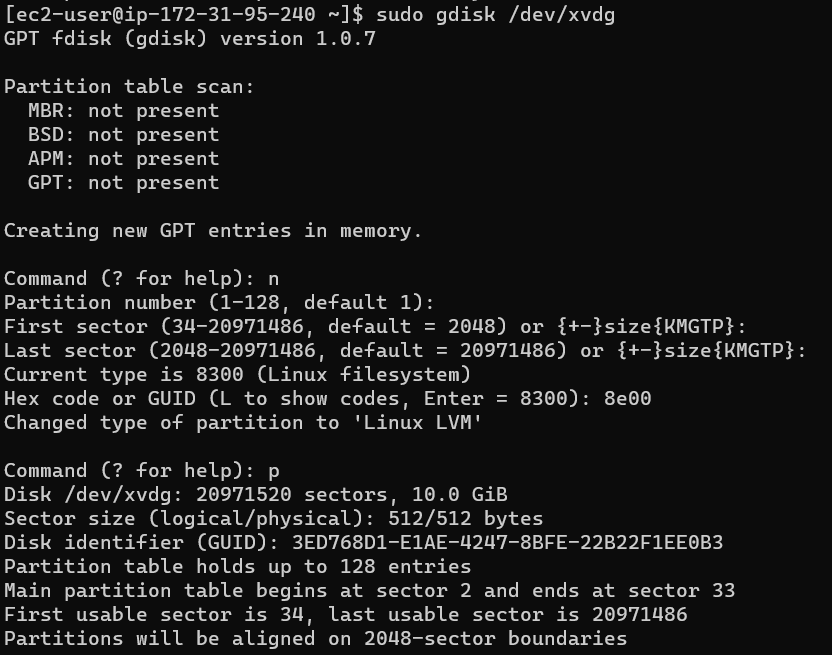 [ec2-user@ip-172-31-95-240 ~]$ sudo gdisk /dev/xvdg
GPT fdisk (gdisk) version 1.0.7

Partition table scan:
  MBR: not present
  BSD: not present
  APM: not present
  GPT: not present

Creating new GPT entries in memory.

Command (? for help): n
Partition number (1-128, default 1):
First sector (34-20971486, default = 2048) or {+-}size{KMGTP}:
Last sector (2048-20971486, default = 20971486) or {+-}size{KMGTP}:
Current type is 8300 (Linux filesystem)
Hex code or GUID (L to show codes, Enter = 8300): 8e00
Changed type of partition to 'Linux LVM'

Command (? for help): p
Disk /dev/xvdg: 20971520 sectors, 10.0 GiB
Sector size (logical/physical): 512/512 bytes
Disk identifier (GUID): 3ED768D1-E1AE-4247-8BFE-22B22F1EE0B3
Partition table holds up to 128 entries
Main partition table begins at sector 2 and ends at sector 33
First usable sector is 34, last usable sector is 20971486
Partitions will be aligned on 2048-sector boundaries